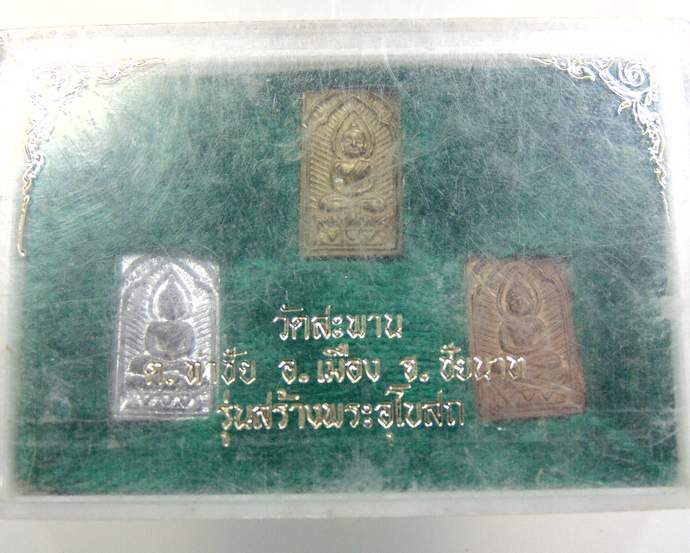 วัดสะพาน
ต. ท่าชัย อ. เมือง จ. ชัยนาท
รุ่นสร้างพระอุโบสถ